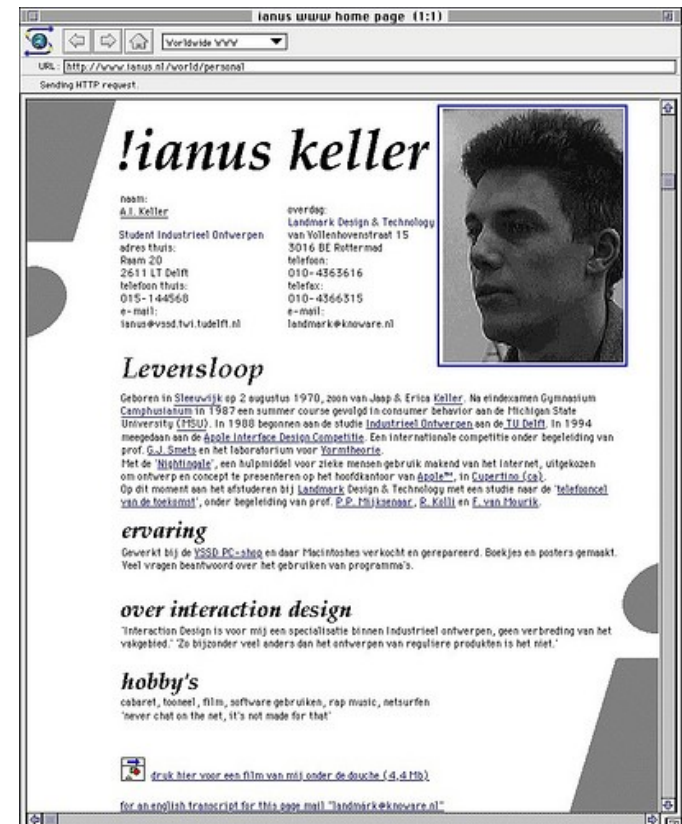 ianus www home page (1:1)
Worldwide WWW
URL: http://www.ianus.nl/world/personal
Sending HTTP request.
!ianus keller
naam:
A.I. Keller
Student Industrieel Ontwerpen
adres thuis:
Raam 20
2611 LT Delft
telefoon thuis:
015-144568
e-mail:
ianus@vssd.twi.tudelft.nl
overdag:
Landmark Design & Technology
van Vollenhovenstraat 15
3016 BE Rottermad
telefoon:
010-4363616
telefax:
010-4366315
e-mail:
landmark@knoware.nl
Levensloop
Geboren in Sleeuwijk op 2 augustus 1970, zoon van Jaap & Erica Keller. Na eindexamen Gymnasium
Camphusianum in 1987 een summer course gevolgd in consumer behavior aan de Michigan State
University (MSU). In 1988 begonnen aan de studie Industrieel Ontwerpen aan de TU Delft. In 1994
meegedaan aan de Apple Interface Design Competitie. Een internationale competitie onder begeleiding van
prof. G.J. Smets en het laboratorium voor Vormtheorie.
Met de 'Nightingale', een hulpmiddel voor zieke mensen gebruik makend van het Internet, uitgekozen
om ontwerp en concept te presenteren op het hoofdkantoor van Apple™, in Cupertino (ca).
Op dit moment aan het afstuderen bij Landmark Design & Technology met een studie naar de 'telefooncel
van de toekomst', onder begeleiding van prof. P.P. Mijksenaar, R. Kolli en F. van Mourik.
ervaring
Gewerkt bij de VSSD PC-shop en daar Macintoshes verkocht en gerepareerd. Boekjes en posters gemaakt.
Veel vragen beantwoord over het gebruiken van programma's.
over interaction design
'Interaction Design is voor mij een specialisatie binnen Industrieel ontwerpen, geen verbreding van het
vakgebied.' 'Zo bijzonder veel anders dan het ontwerpen van reguliere produkten is het niet.'
hobby's
cabaret, tooneel, film, software gebruiken, rap music, netsurfen
'never chat on the net, it's not made for that'
druk hier voor een film van mij onder de douche (4,4 Mb)
for an english transcript for this page mail "landmark@knoware.nl"